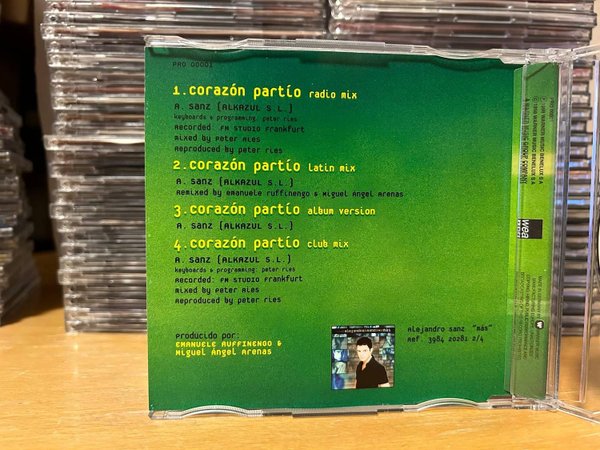 PRO 00001
1.corazón partío radio mix
A. sanz (ALKAZUL S.L.)
keyboards & programming: peter ries
Recorded: FM STUDIO Frankfurt
mixed by Peter Ries
Reproduced by peter ries
2.corazón partío latin mix
A. sanz (ALKAZUL S.L.)
Remixed by emanuele ruffinengo & miguel Ángel Arenas
3.corazón partío album version
A. sanz (ALKAZUL S.L.)
4.corazón partío club mix
A. sanz (ALKAZUL S.L.)
keyboards & programming: peter ries
Recorded: FM STUDIO Frankfurt
mixed by Peter Ries
Reproduced by peter ries
producido por:
EMANUELE RUFFINENGO &
Miguel Ángel Arenas
Alejandro sanz "más"
Ref. 3984 20281 2/4
wea